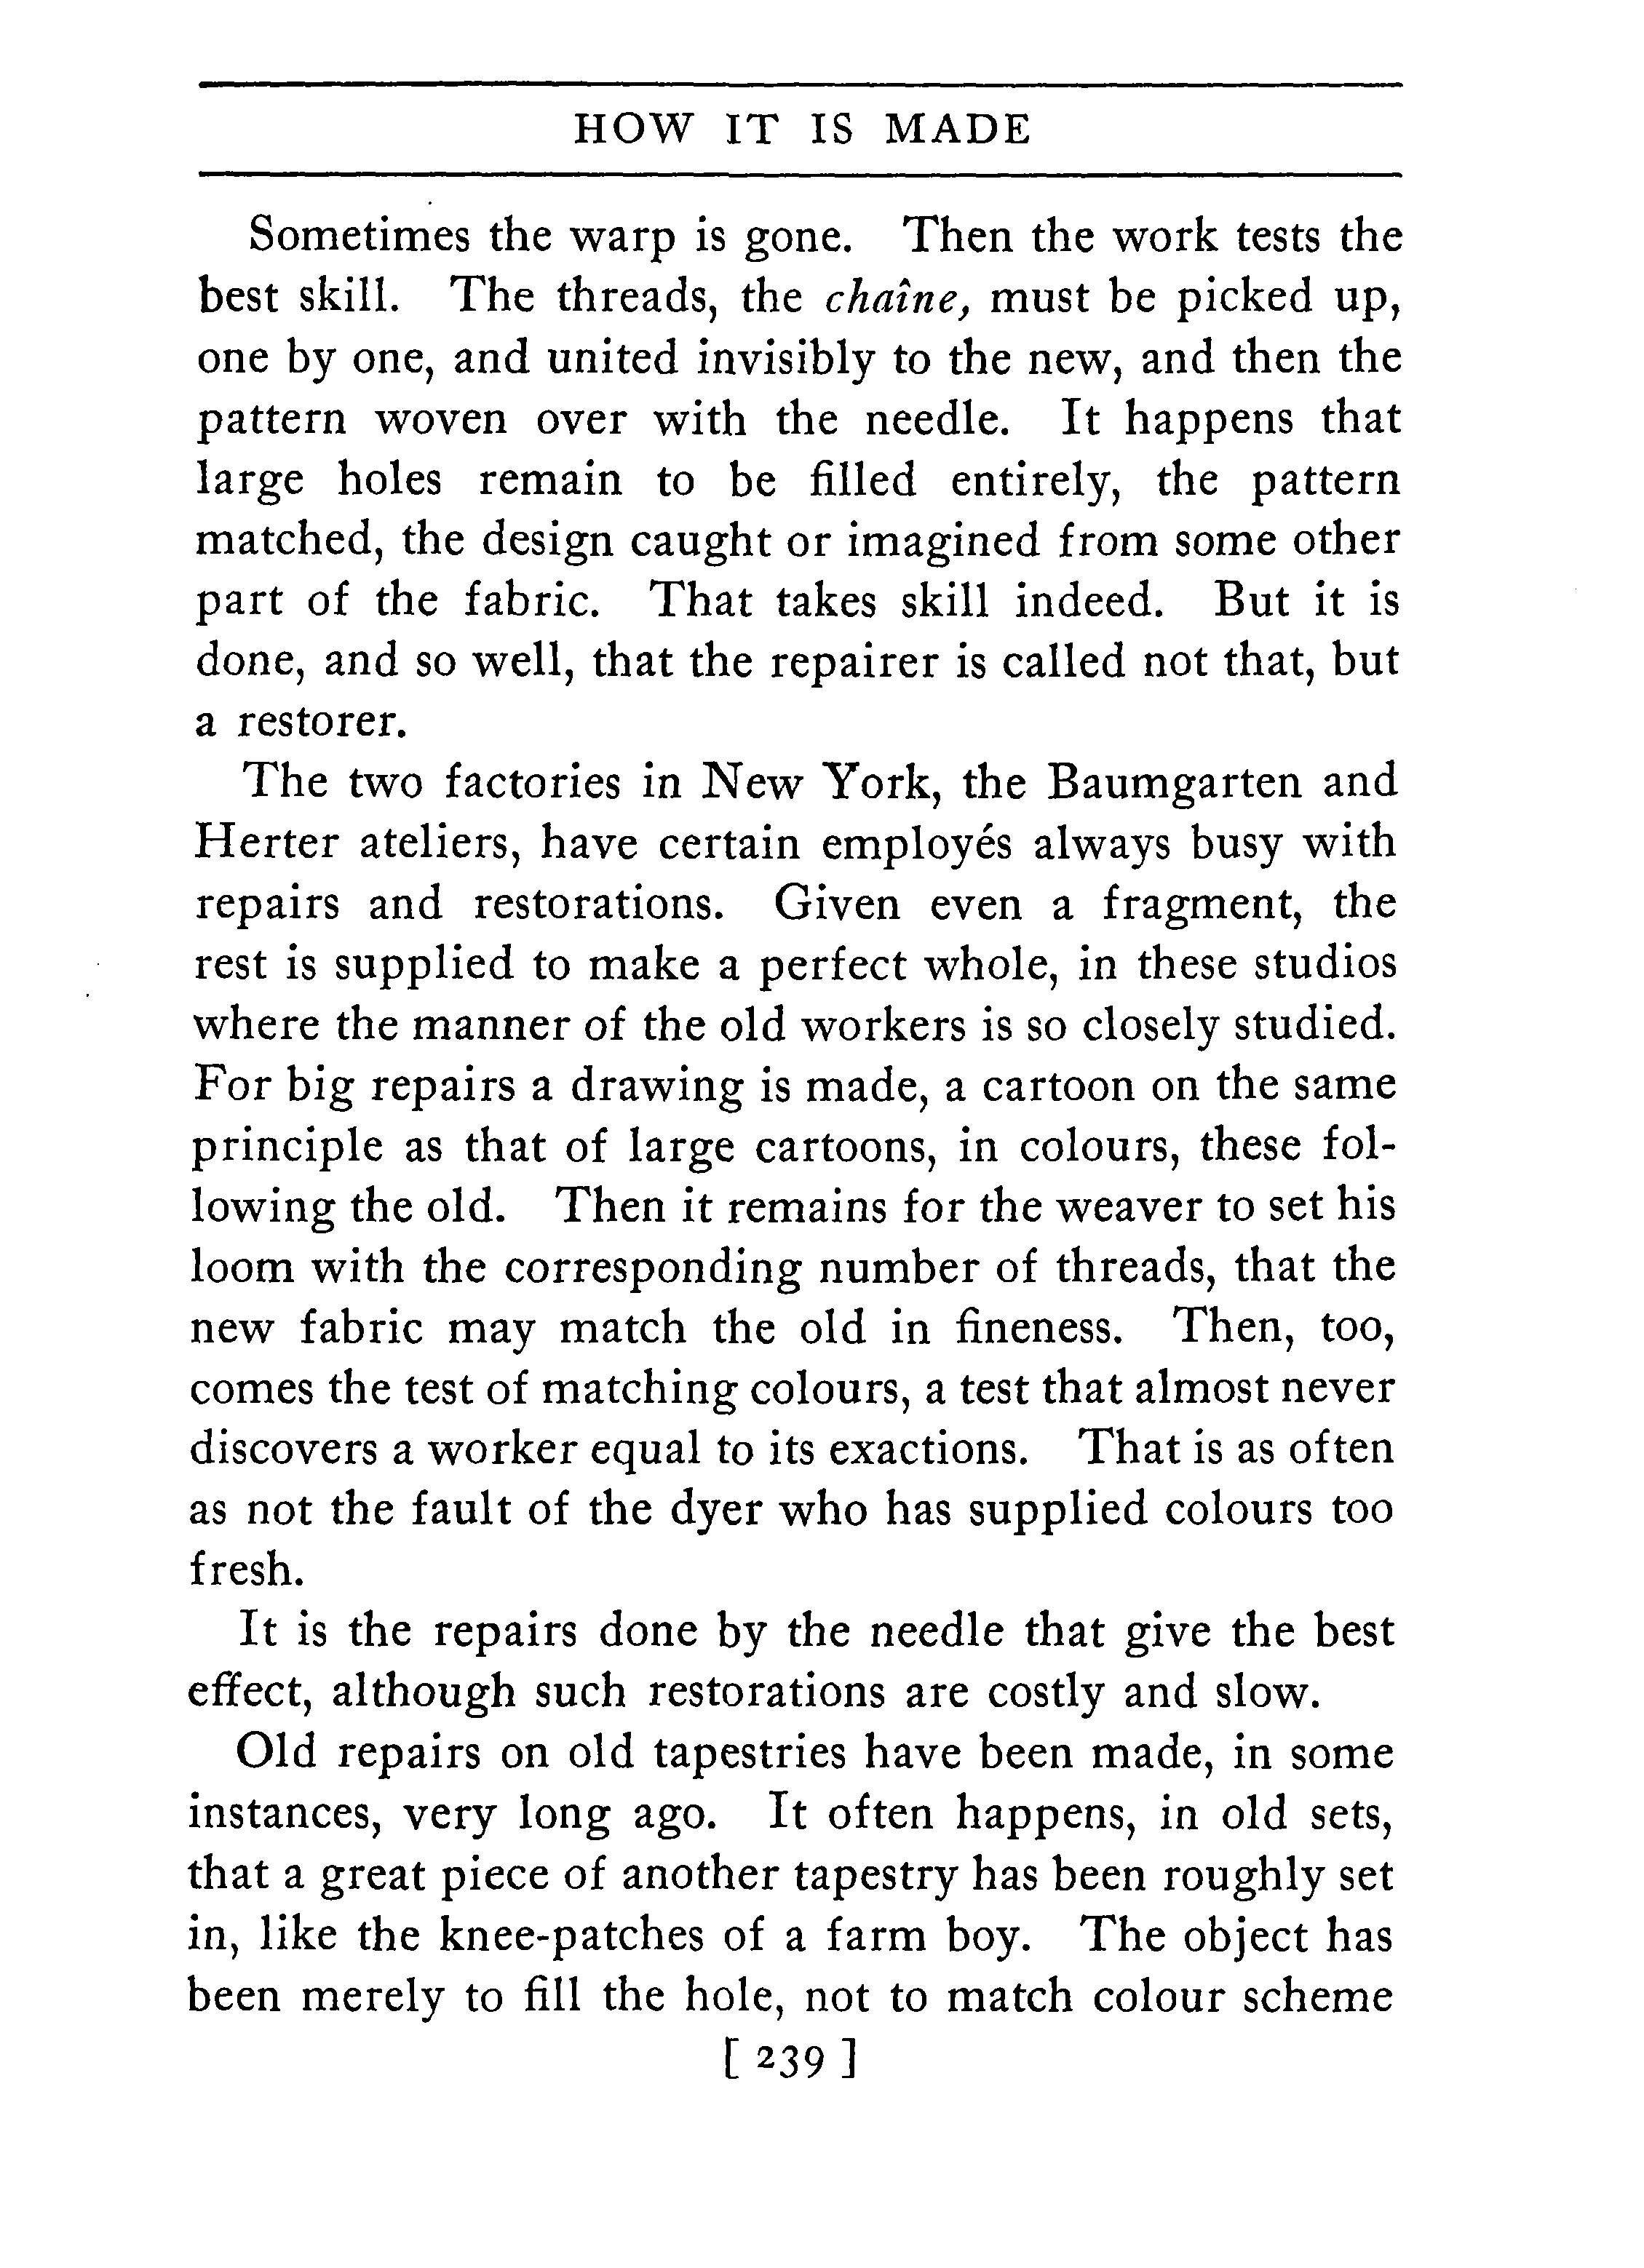 HOW IT IS MADE
Sometimes the warp is gone. Then the work tests the
best skill. The threads, the chaîne, must be picked up,
one by one, and united invisibly to the new, and then the
pattern woven over with the needle. It happens that
large holes remain to be filled entirely, the pattern
matched, the design caught or imagined from some other
part of the fabric. That takes skill indeed. But it is
done, and so well, that the repairer is called not that, but
a restorer.
The two factories in New York, the Baumgarten and
Herter ateliers, have certain employés always busy with
repairs and restorations. Given even a fragment, the
rest is supplied to make a perfect whole, in these studios
where the manner of the old workers is so closely studied.
For big repairs a drawing is made, a cartoon on the same
principle as that of large cartoons, in colours, these fol-
lowing the old. Then it remains for the weaver to set his
loom with the corresponding number of threads, that the
new fabric may match the old in fineness. Then, too,
comes the test of matching colours, a test that almost never
discovers a worker equal to its exactions. That is as often
as not the fault of the dyer who has supplied colours too
fresh.
It is the repairs done by the needle that give the best
effect, although such restorations are costly and slow.
Old repairs on old tapestries have been made, in some
instances, very long ago. It often happens, in old sets,
that a great piece of another tapestry has been roughly set
in, like the knee-patches of a farm boy. The object has
been merely to fill the hole, not to match colour scheme
[ 239 ]